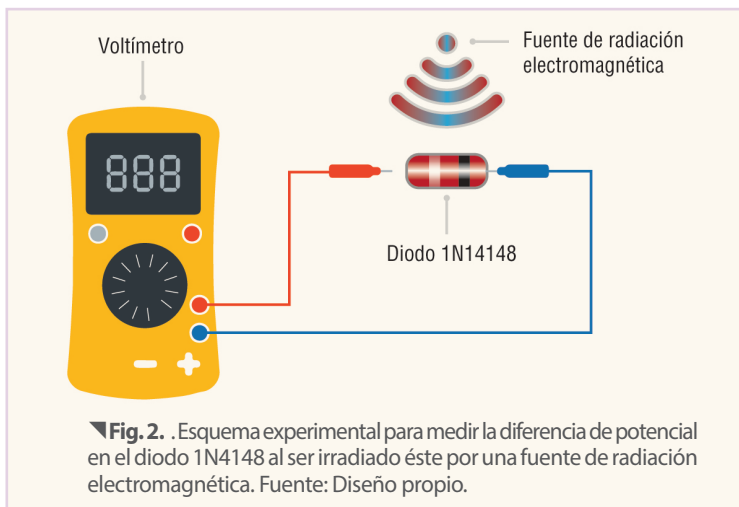 Voltímetro
Fuente de radiación
electromagnética
888
Diodo 1N14148
− +
Fig. 2. . Esquema experimental para medir la diferencia de potencial
en el diodo 1N4148 al ser irradiado éste por una fuente de radiación
electromagnética. Fuente: Diseño propio.